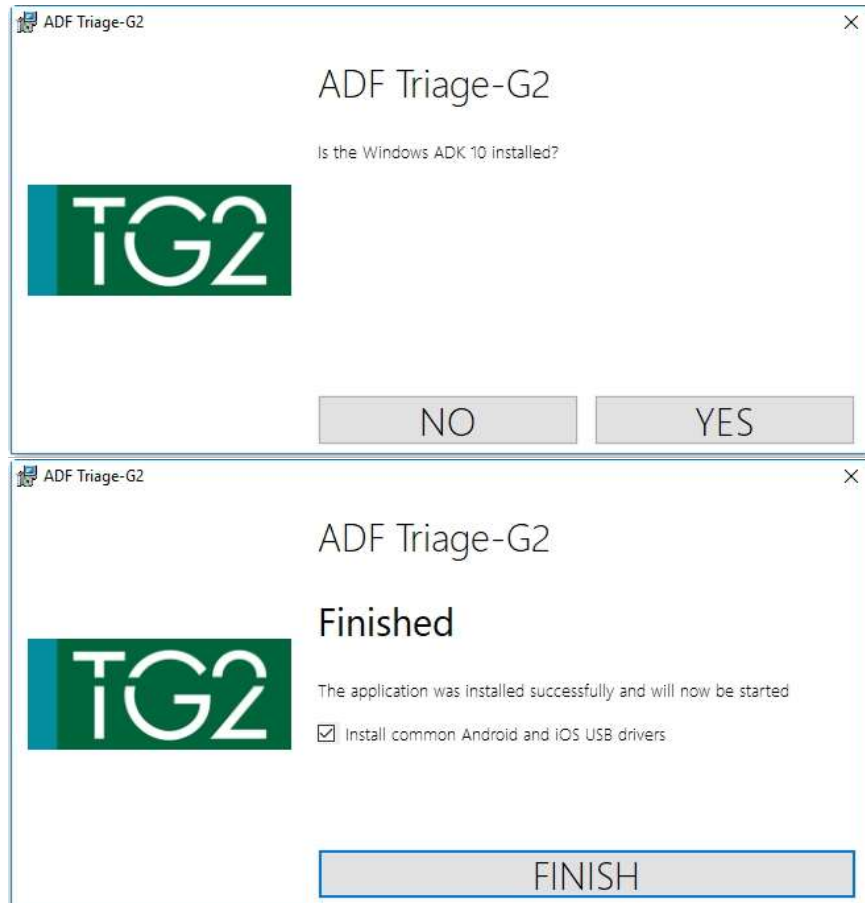 ADF Triage-G2
ADF Triage-G2
Is the Windows ADK 10 installed?
TG2
NO YES
ADF Triage-G2
ADF Triage-G2
Finished
TG2
The application was installed successfully and will now be started
Install common Android and iOS USB drivers
FINISH